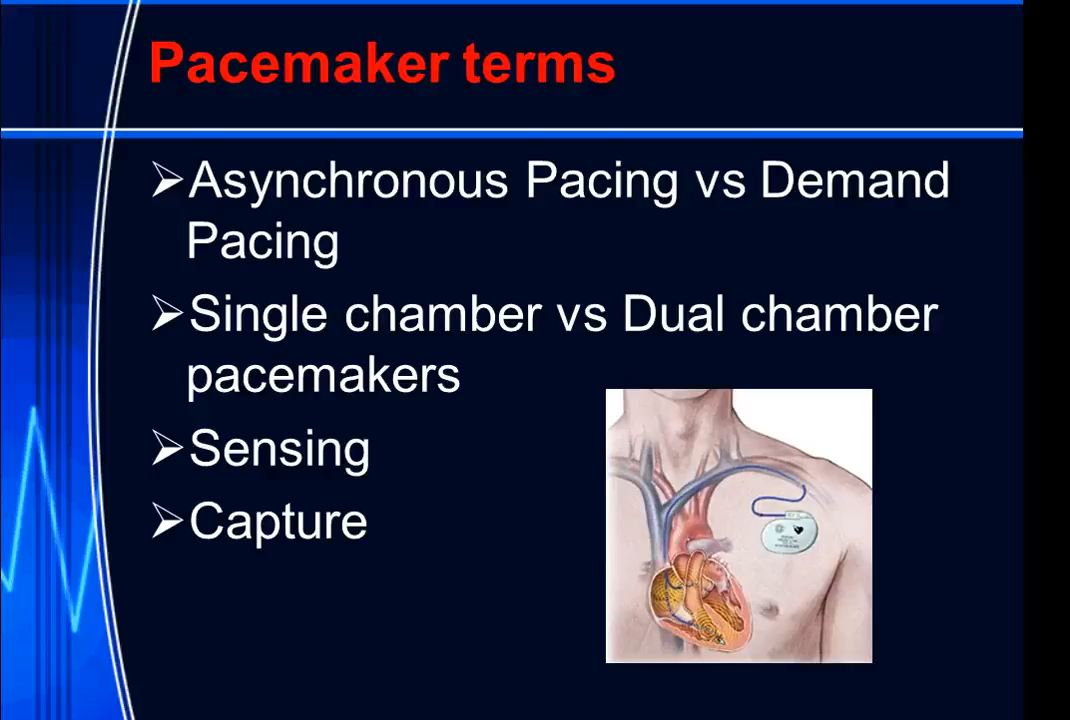 Pacemaker terms
➢Asynchronous Pacing vs Demand
Pacing
➢Single chamber vs Dual chamber
pacemakers
➢Sensing
➢Capture